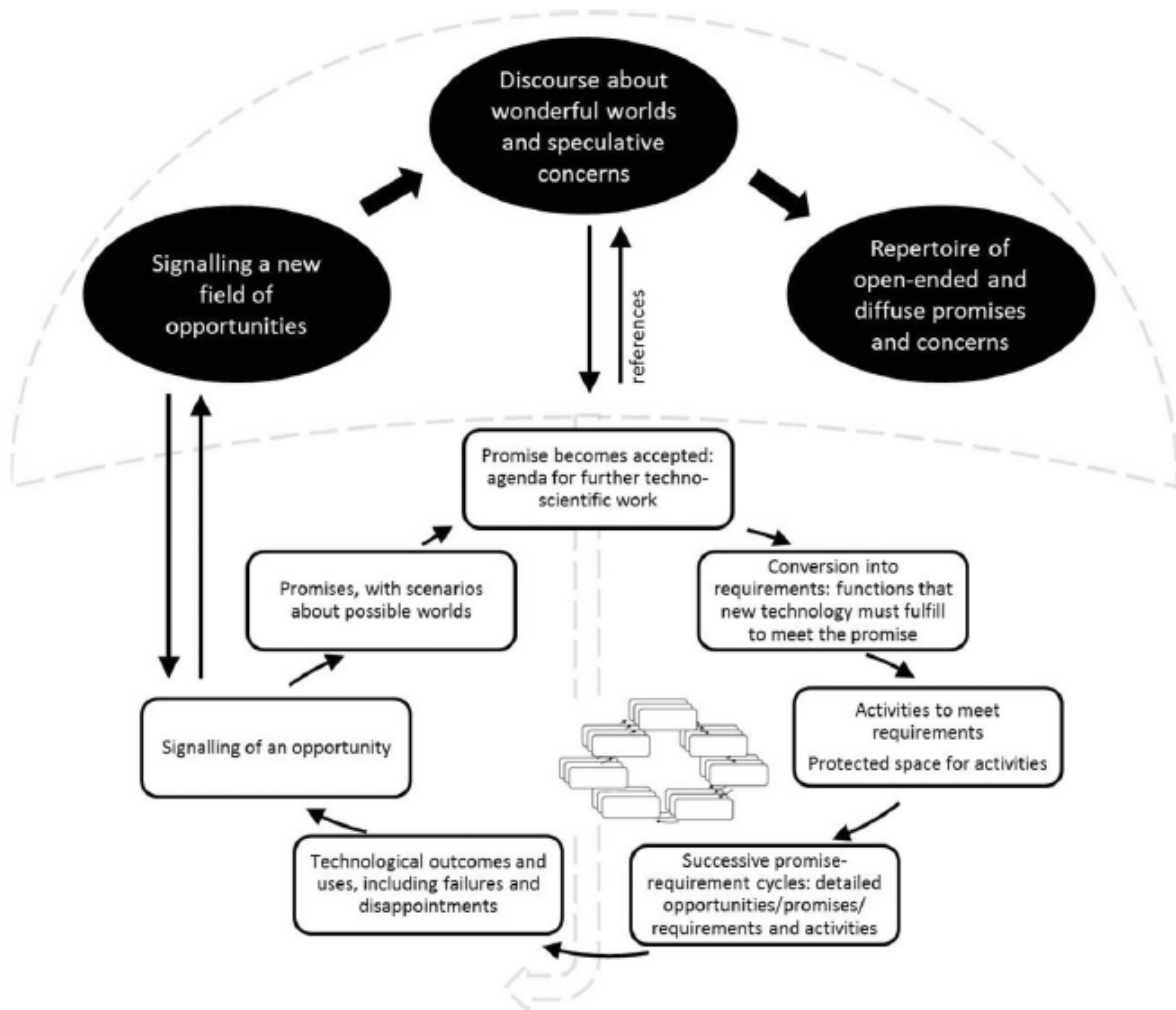 Discourse about
wonderful worlds
and speculative
concerns
Signalling a new
field of
opportunities
Repertoire of
open-ended and
diffuse promises
and concerns
references
Promise becomes accepted:
agenda for further techno-
scientific work
Promises, with scenarios
about possible worlds
Conversion into
requirements: functions that
new technology must fulfill
to meet the promise
Signalling of an opportunity
Activities to meet
requirements
Protected space for activities
Technological outcomes and
uses, including failures and
disappointments
Successive promise-
requirement cycles: detailed
opportunities/promises/
requirements and activities